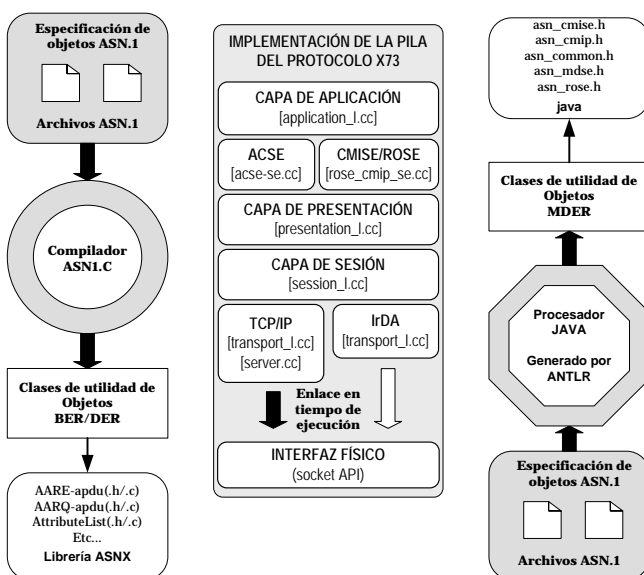 Especificación de
objetos ASN.1
Archivos ASN.1
Compilador
ASN1.C
Clases de utilidad de
Objetos
BER/DER
AARE-apdu(.h/.c)
AARQ-apdu(.h/.c)
AttributeList(.h/.c)
Etc...
Librería ASNX
IMPLEMENTACIÓN DE LA PILA
DEL PROTOCOLO X73
CAPA DE APLICACIÓN
[application_l.cc]
ACSE
[acse-se.cc]
CMISE/ROSE
[rose_cmip_se.cc]
CAPA DE PRESENTACIÓN
[presentation_l.cc]
CAPA DE SESIÓN
[session_l.cc]
TCP/IP
[transport_l.cc]
[server.cc]
IrDA
[transport_l.cc]
Enlace en
tiempo de
ejecución
INTERFAZ FÍSICO
(socket API)
asn_cmise.h
asn_cmip.h
asn_common.h
asn_mdse.h
asn_rose.h
java
Clases de utilidad de
Objetos
MDER
Procesador
JAVA
Generado por
ANTLR
Especificación de
objetos ASN.1
Archivos ASN.1